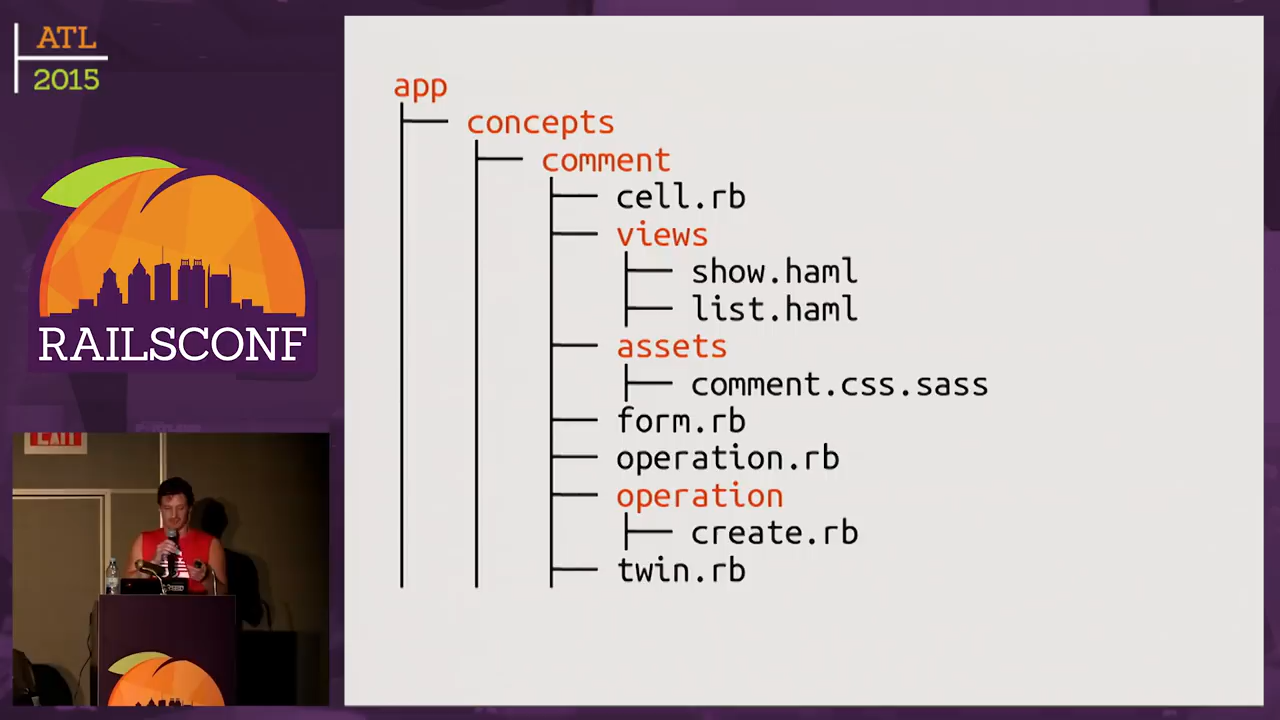 ATL
2015
RAILSCONF
EXIT
app
concepts
comment
cell.rb
views
show.haml
list.haml
assets
comment.css.sass
form.rb
operation.rb
operation
create.rb
twin.rb